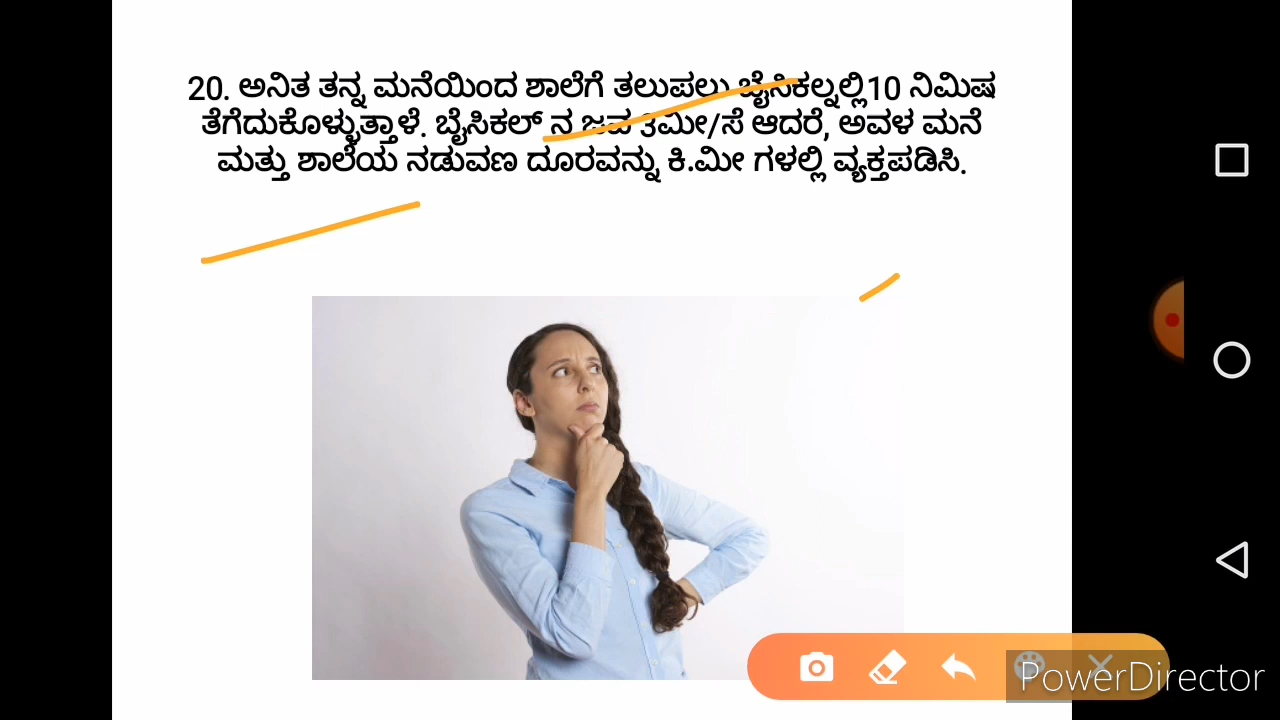 20. ಅನಿತ ತನ್ನ ಮನೆಯಿಂದ ಶಾಲೆಗೆ ತಲುಪಲು ಬೈಸಿಕಲ್ನಲ್ಲಿ10 ನಿಮಿಷ
ತೆಗೆದುಕೊಳ್ಳುತ್ತಾಳೆ. ಬೈಸಿಕಲ್ ನ ಜವ 3ಮೀ/ಸೆ ಆದರೆ, ಅವಳ ಮನೆ
ಮತ್ತು ಶಾಲೆಯ ನಡುವಣ ದೂರವನ್ನು ಕಿ.ಮೀ ಗಳಲ್ಲಿ ವ್ಯಕ್ತಪಡಿಸಿ.
PowerDirector